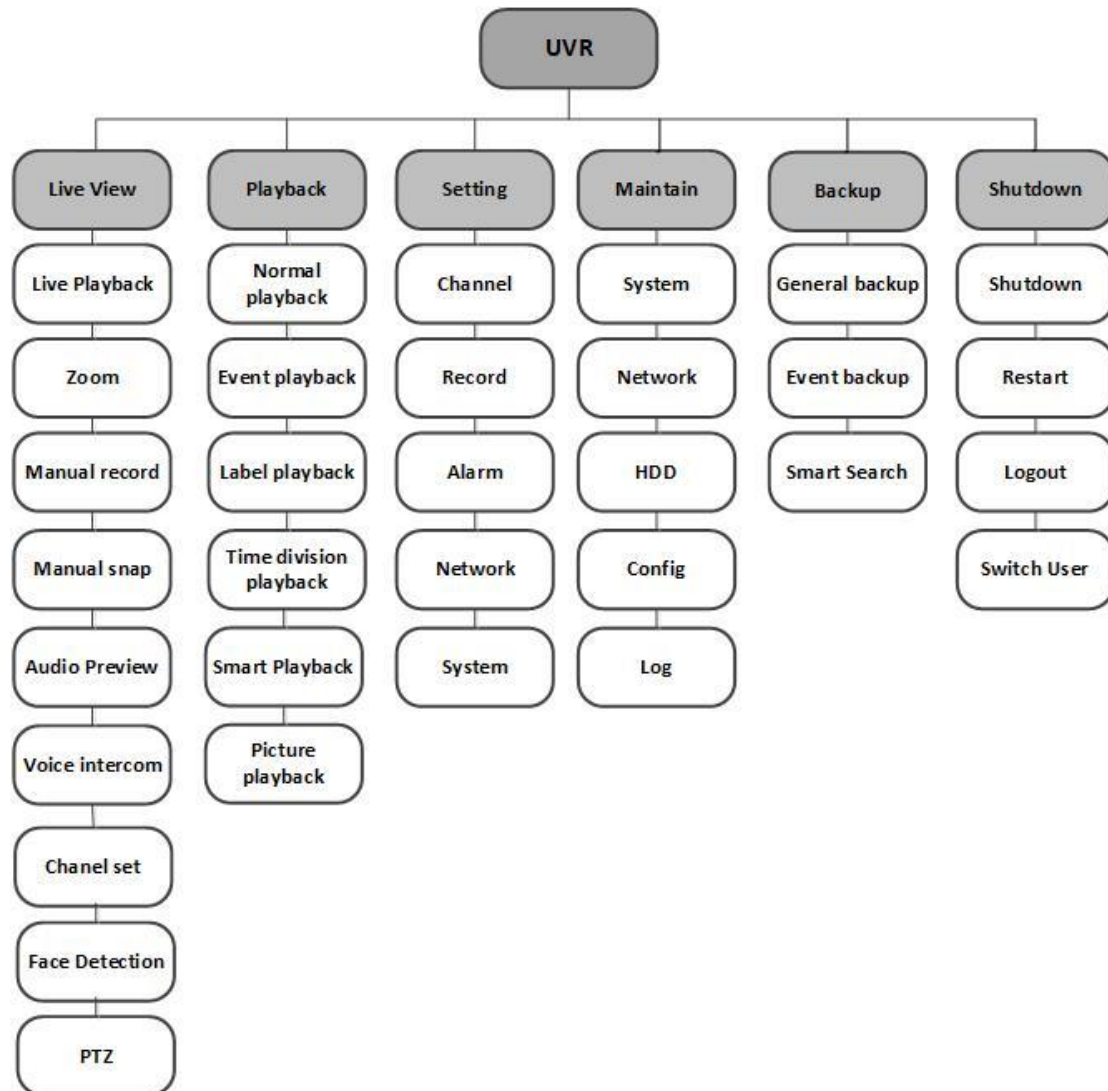 UVR
Live View
Playback
Setting
Maintain
Backup
Shutdown
Live Playback
Normal
playback
Channel
System
General backup
Shutdown
Zoom
Event playback
Record
Network
Event backup
Restart
Manual record
Label playback
Alarm
HDD
Smart Search
Logout
Manual snap
Time division
playback
Network
Config
Switch User
Audio Preview
Smart Playback
System
Log
Voice intercom
Picture
playback
Chanel set
Face Detection
PTZ